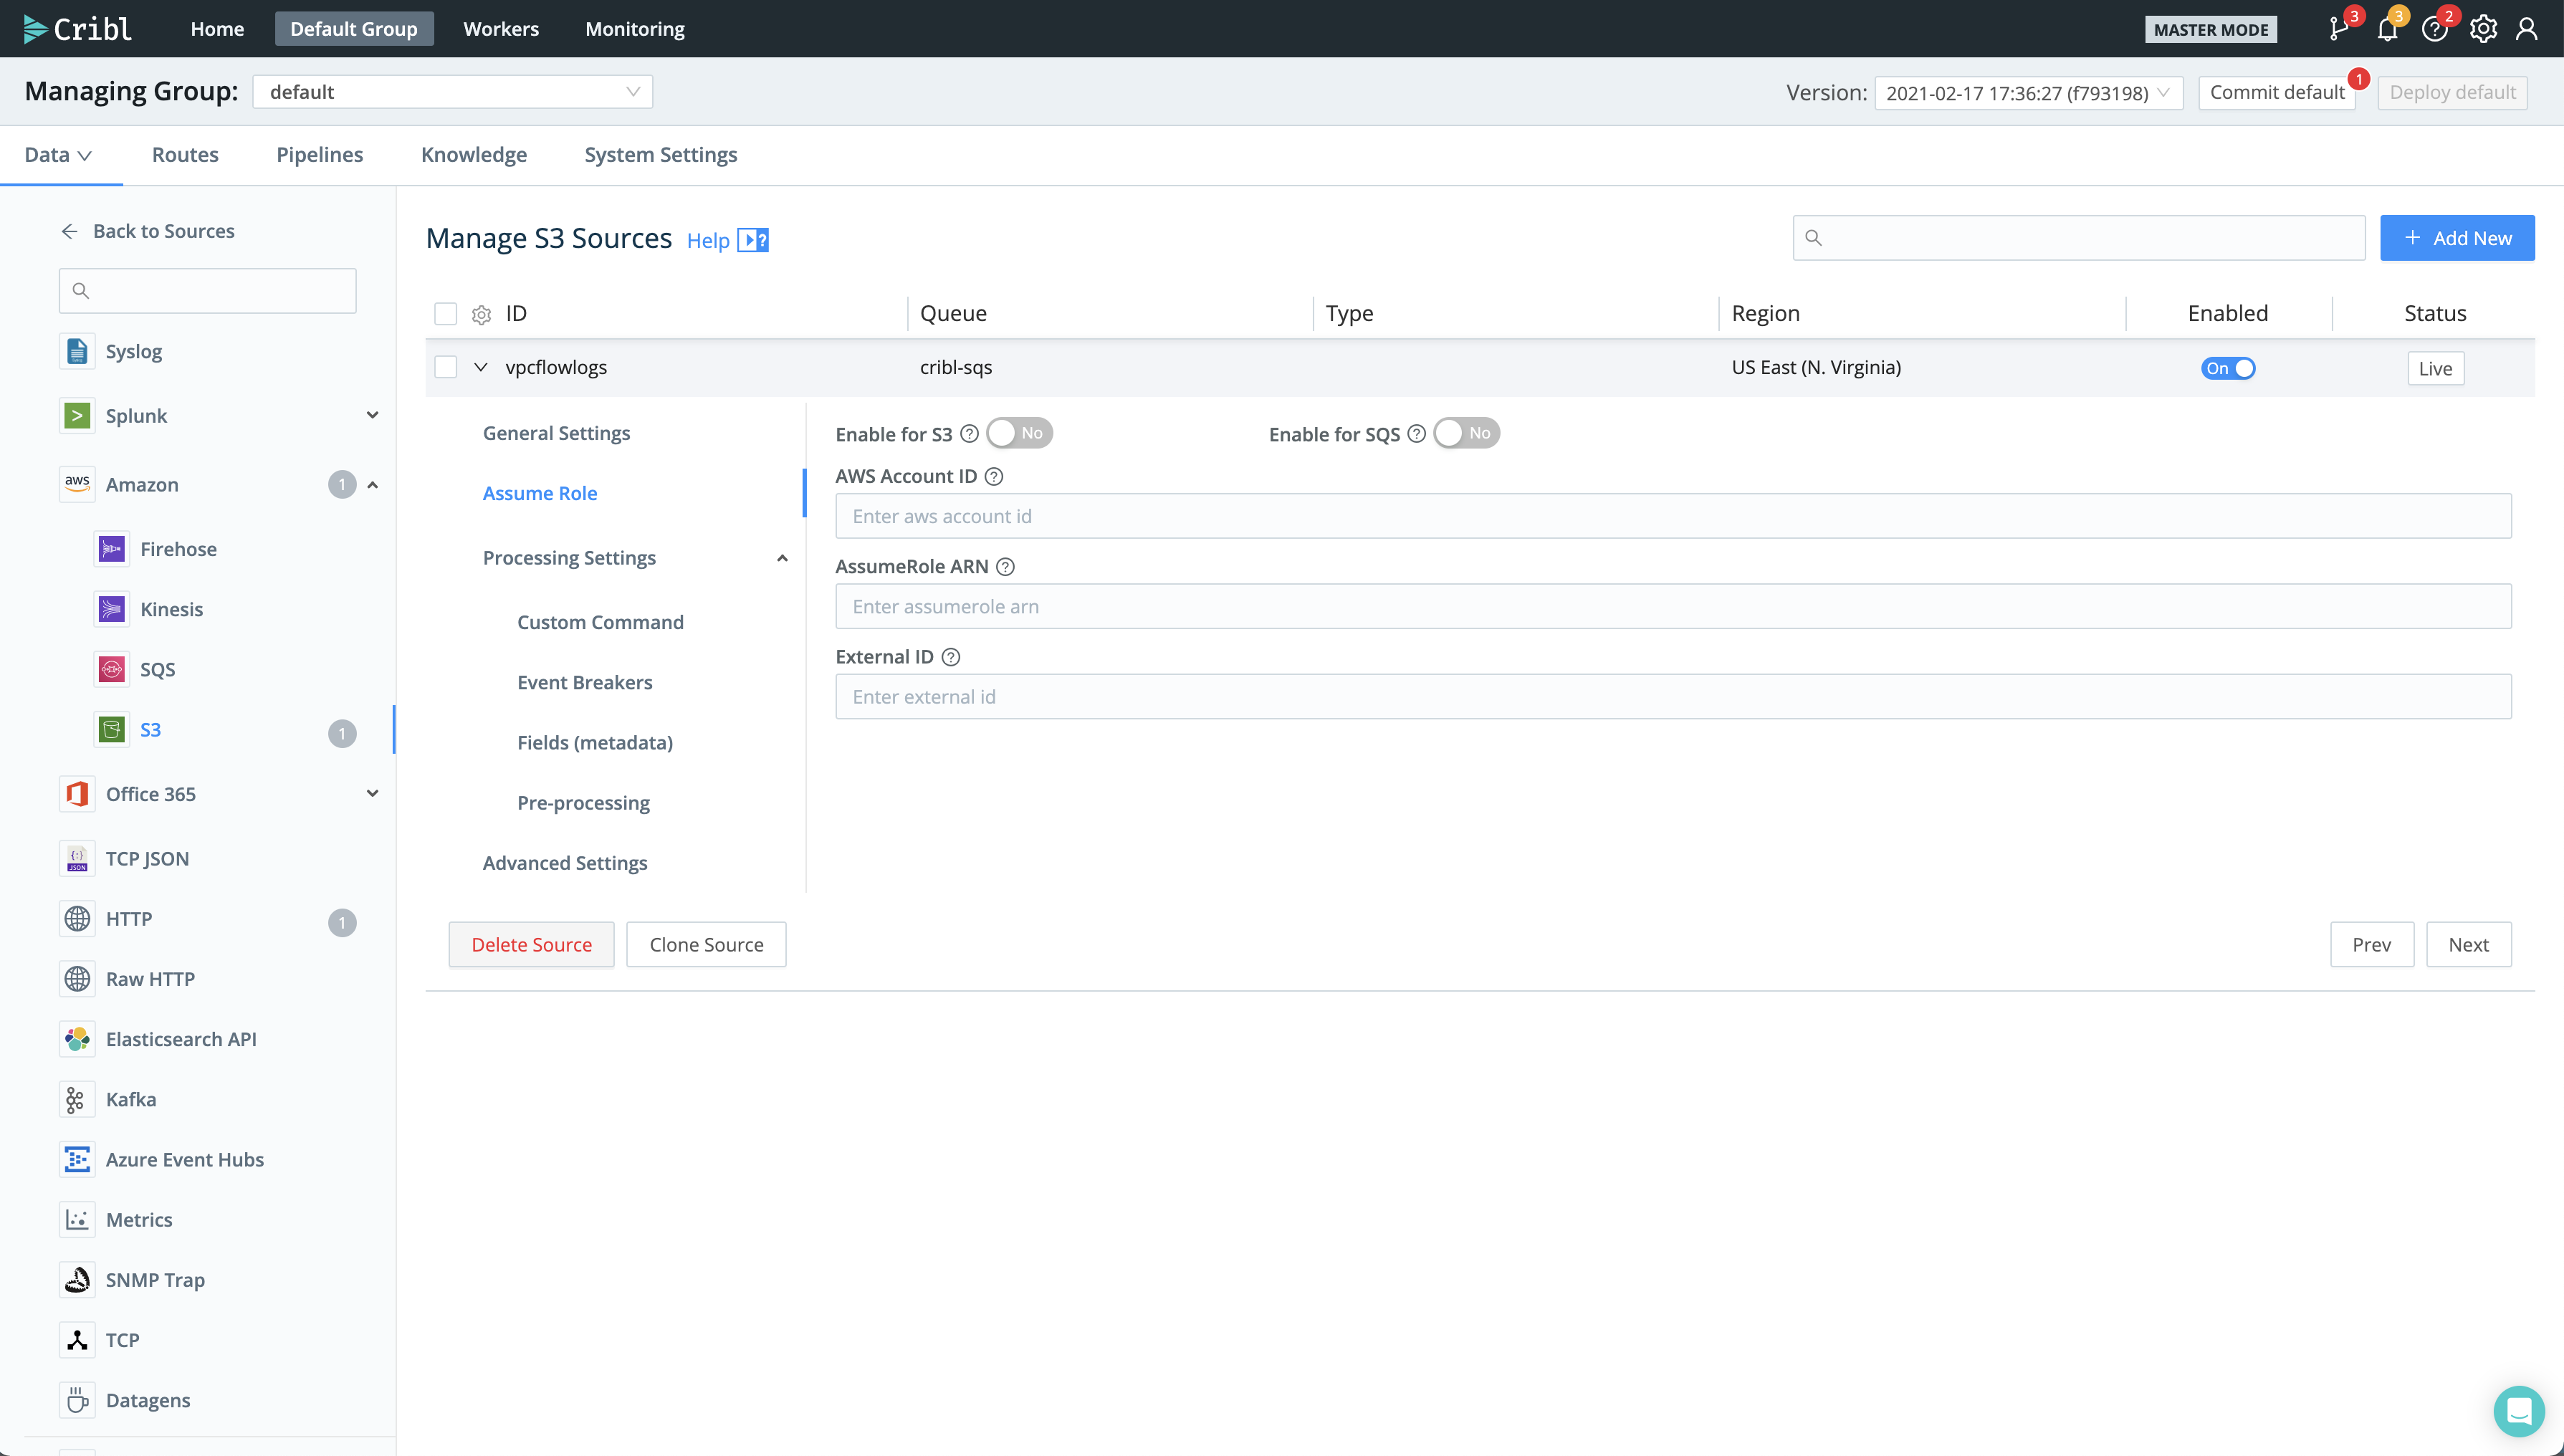 Cribl
Home
Default Group
Workers
Monitoring
MASTER MODE
3
3
2
Managing Group:
default
Version:
2021-02-17 17:36:27 (f793198)
Commit default
1
Deploy default
Data
Routes
Pipelines
Knowledge
System Settings
Back to Sources
Syslog
Splunk
aws
Amazon
1
Firehose
Kinesis
SQS
S3
1
Office 365
JSON
TCP JSON
HTTP
1
Raw HTTP
Elasticsearch API
Kafka
Azure Event Hubs
Metrics
SNMP Trap
TCP
Datagens
Manage S3 Sources
Help
Add New
ID
Queue
Type
Region
Enabled
Status
vpcflowlogs
cribl-sqs
US East (N. Virginia)
On
Live
General Settings
Assume Role
Processing Settings
Custom Command
Event Breakers
Fields (metadata)
Pre-processing
Advanced Settings
Enable for S3
No
Enable for SQS
No
AWS Account ID
Enter aws account id
AssumeRole ARN
Enter assumerole arn
External ID
Enter external id
Delete Source
Clone Source
Prev
Next